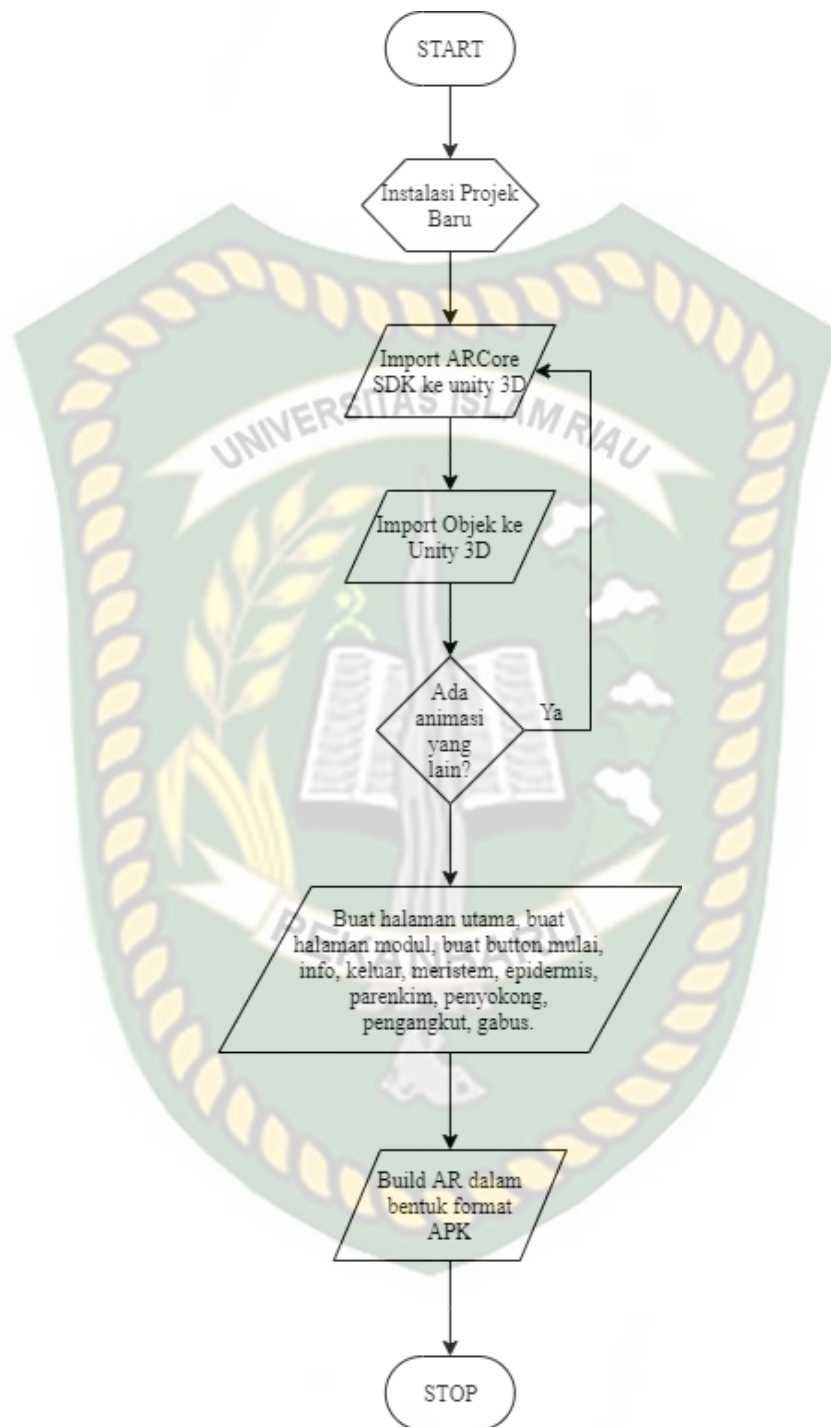 START
Instalasi Projek
Baru
Import ARCore
SDK ke unity 3D
UNIVERSITAS ISLAM RIAU
Import Objek ke
Unity 3D
Ada
animasi
yang
lain?
Ya
PEKANBARU
Buat halaman utama, buat
halaman modul, buat button mulai,
info, keluar, meristem, epidermis,
parenkim, penyokong,
pengangkut, gabus.
Build AR dalam
bentuk format
APK
STOP